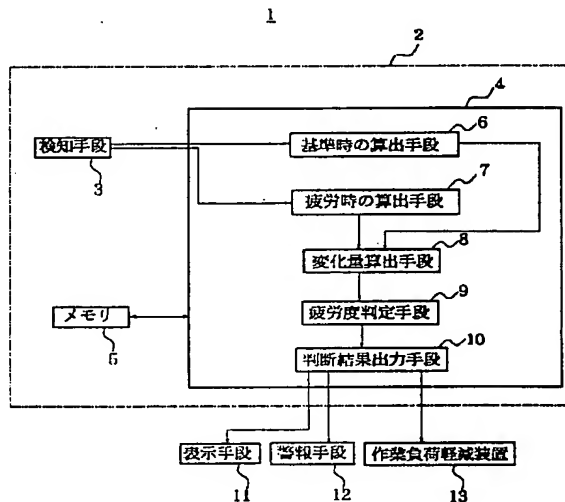 1
2
4
6
検知手段
3
基準時の算出手段
7
疲労時の算出手段
8
変化量算出手段
9
メモリ
5
疲労度判定手段
10
判断結果出力手段
表示手段
11
警報手段
12
作業負荷軽減装置
13